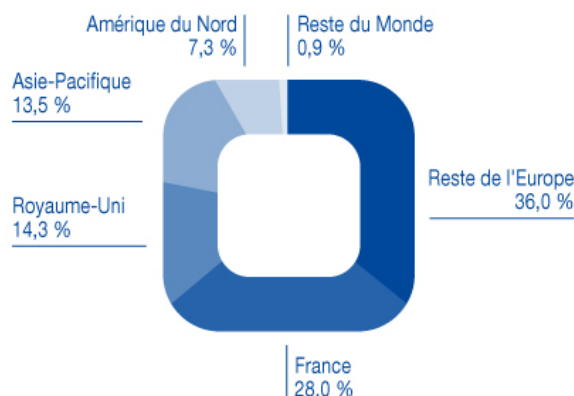 Amérique du Nord
7,3 %
Reste du Monde
0,9 %
Asie-Pacifique
13,5 %
Reste de l'Europe
36,0 %
Royaume-Uni
14,3 %
France
28,0 %